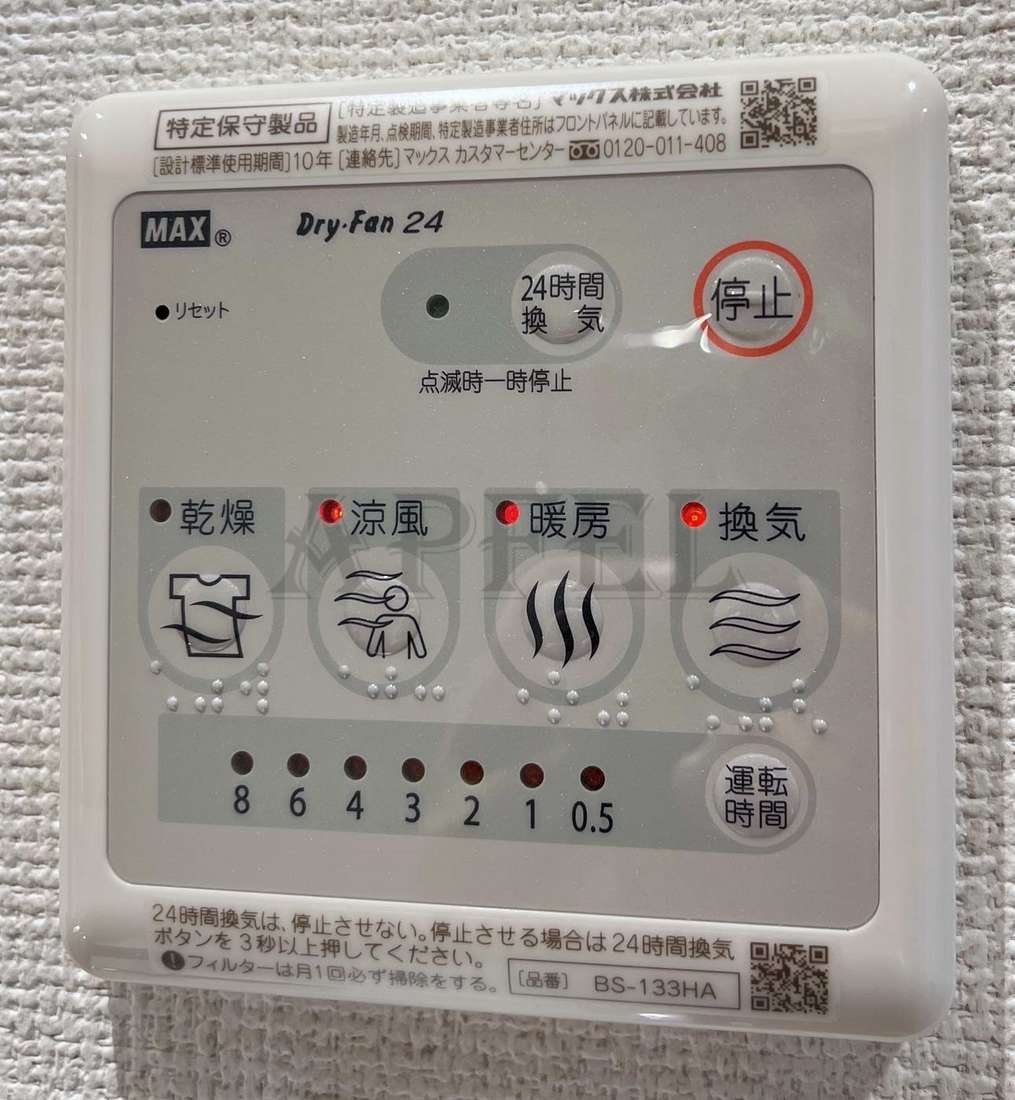 特定保守製品 [特定製造事業者等名] マックス株式会社
製造年月、点検期間、特定製造事業者住所はフロントパネルに記載しています。
[設計標準使用期間]10年 [連絡先]マックス カスタマーセンター 0120-011-408
MAX® Dry・Fan 24
リセット
24時間
換 気
停止
点滅時一時停止
乾燥 涼風 暖房 換気
APFEL
8 6 4 3 2 1 0.5
運転
時間
24時間換気は、停止させない。停止させる場合は24時間換気
ボタンを3秒以上押してください。
フィルターは月1回必ず掃除をする。
[品番] BS-133HA